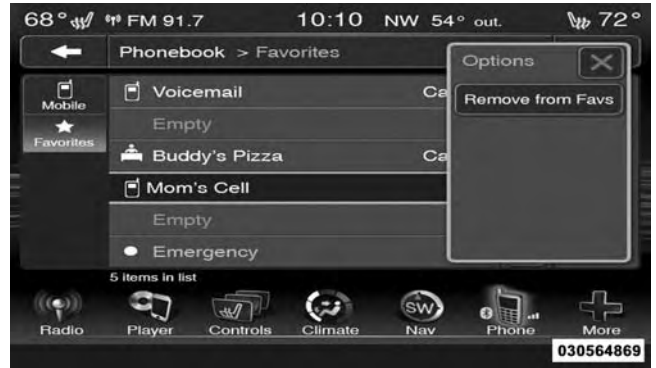 68° FM 91.7 10:10 NW 54° out. 72°
Phonebook > Favorites
Options
Mobile
Voicemail Ca
Remove from Favs
Empty
Favorites
Buddy's Pizza Ca
Mom's Cell
Empty
Emergency
5 items in list
SW
Radio Player Controls Climate Nav Phone More
030564869